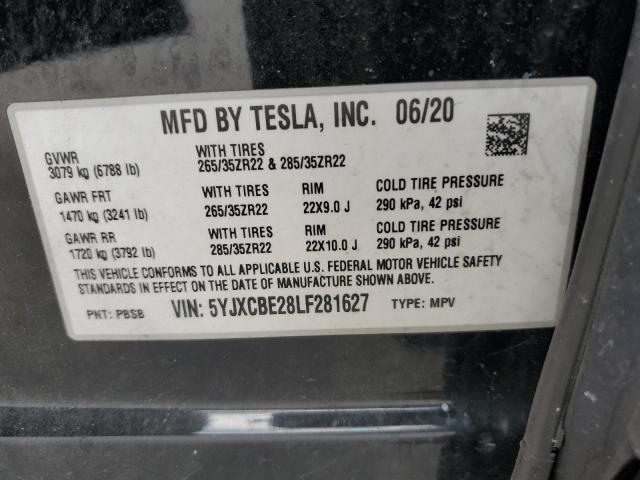 MFD BY TESLA, INC. 06/20
GVWR
3079 kg (6788 lb)
WITH TIRES
265/35ZR22 & 285/35ZR22
GAWR FRT
1470 kg (3241 lb)
WITH TIRES
265/35ZR22
RIM
22X9.0 J
COLD TIRE PRESSURE
290 kPa, 42 psi
GAWR RR
1720 kg (3792 lb)
WITH TIRES
285/35ZR22
RIM
22X10.0 J
COLD TIRE PRESSURE
290 kPa, 42 psi
THIS VEHICLE CONFORMS TO ALL APPLICABLE U.S. FEDERAL MOTOR VEHICLE SAFETY
STANDARDS IN EFFECT ON THE DATE OF MANUFACTURE SHOWN ABOVE.
PNT: PBSB VIN: 5YJXCBE28LF281627 TYPE: MPV